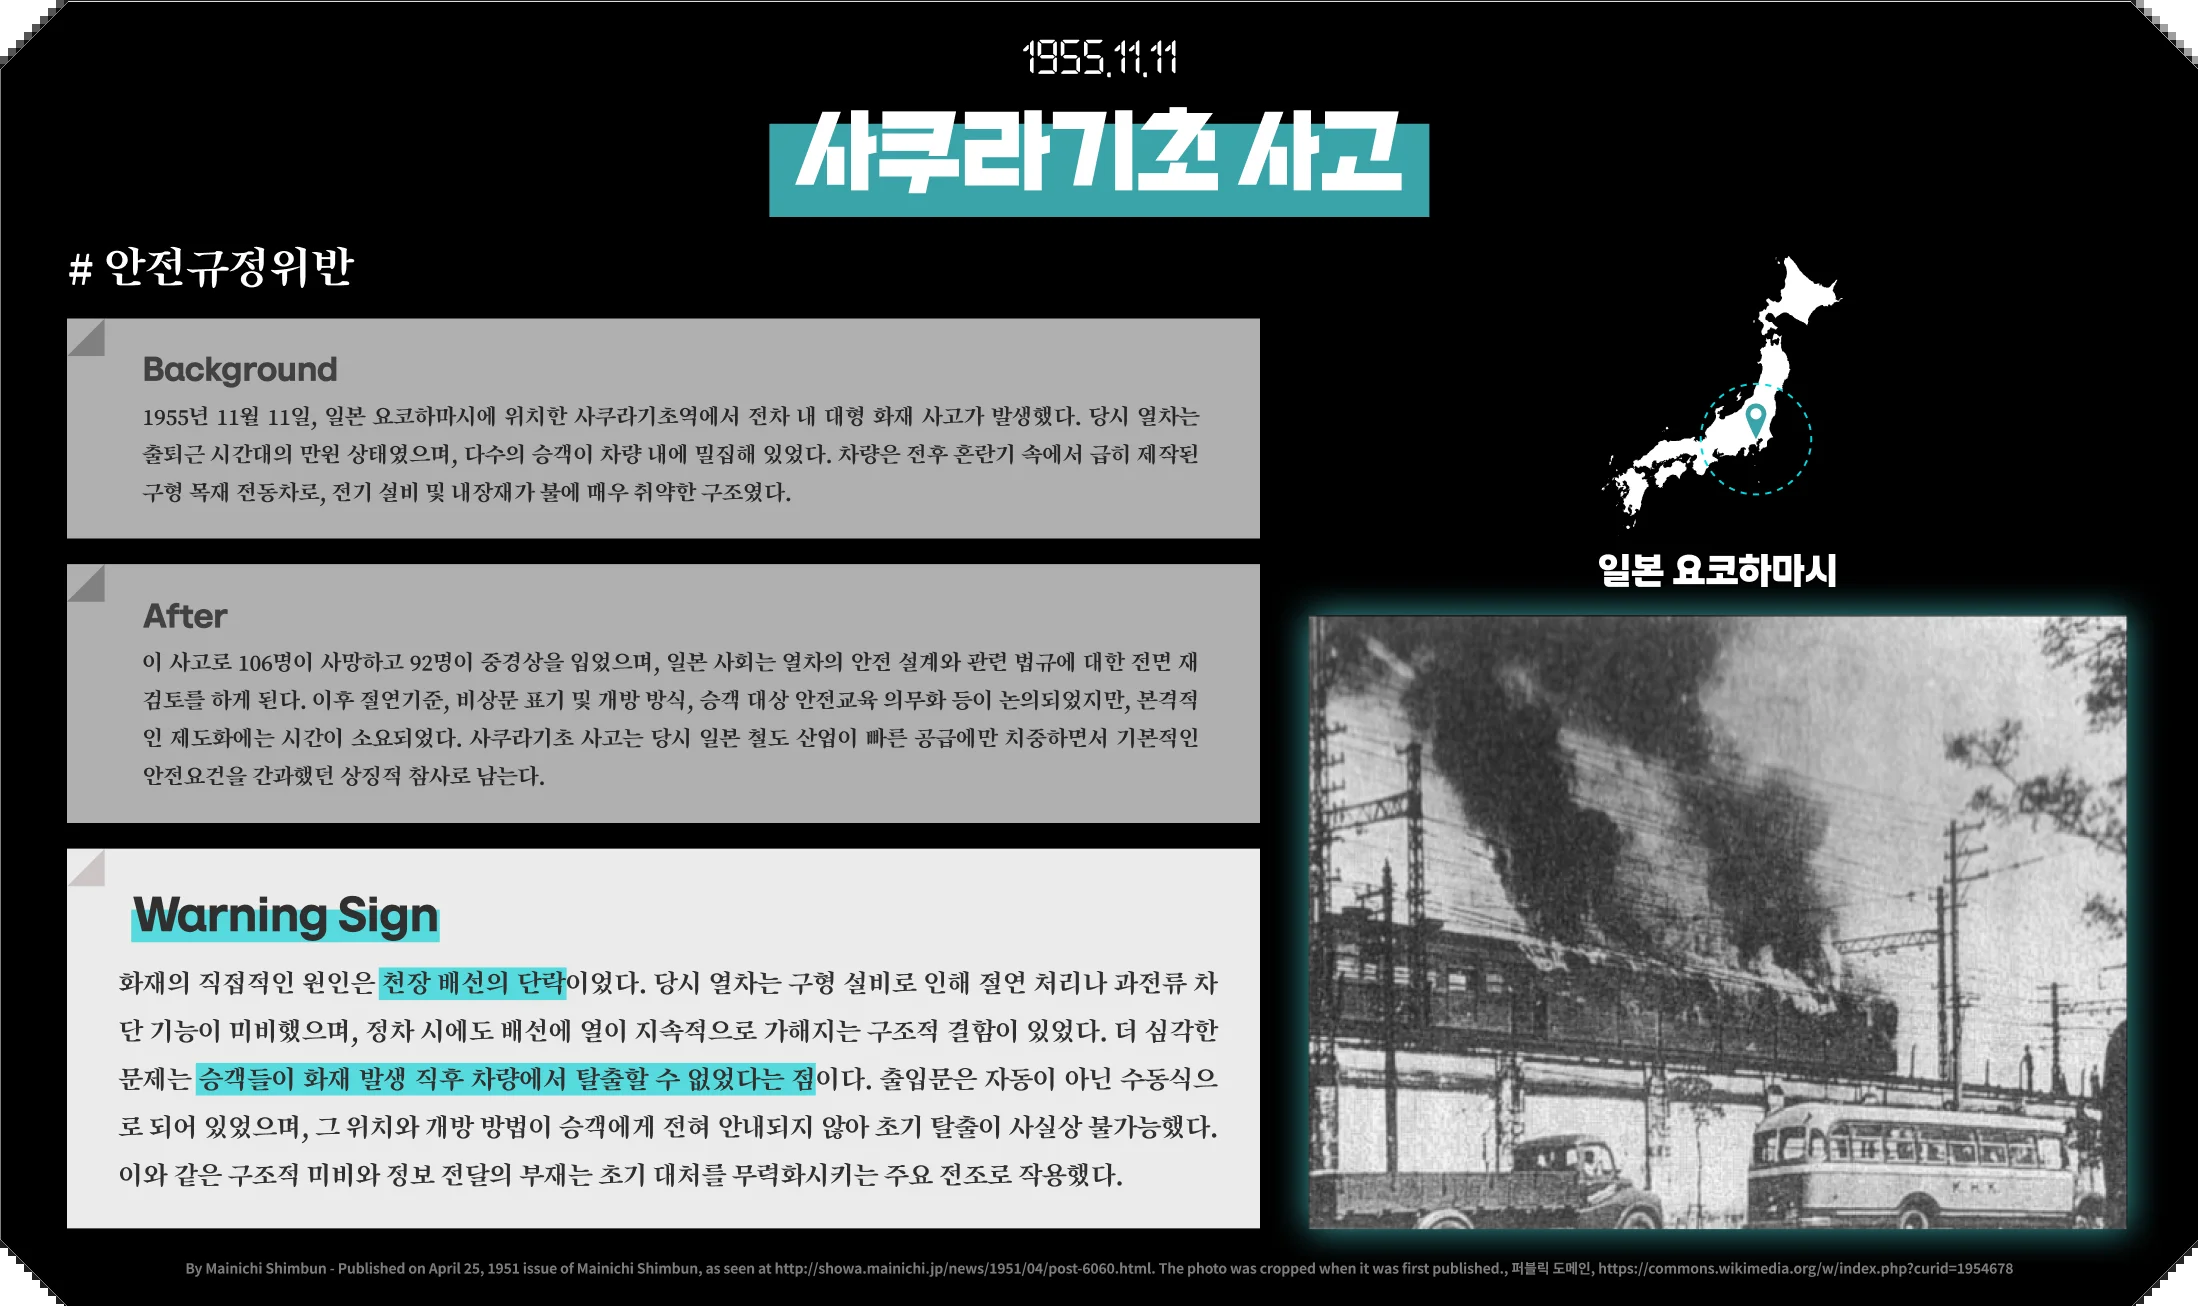 1955.11.11
사쿠라기초 사고
# 안전규정위반
Background
1955년 11월 11일, 일본 요코하마시에 위치한 사쿠라기초역에서 전차 내 대형 화재 사고가 발생했다. 당시 열차는
출퇴근 시간대의 만원 상태였으며, 다수의 승객이 차량 내에 밀집해 있었다. 차량은 전후 혼란기 속에서 급히 제작된
구형 목재 전동차로, 전기 설비 및 내장재가 불에 매우 취약한 구조였다.
After
이 사고로 106명이 사망하고 92명이 중경상을 입었으며, 일본 사회는 열차의 안전 설계와 관련 법규에 대한 전면 재
검토를 하게 된다. 이후 절연기준, 비상문 표기 및 개방 방식, 승객 대상 안전교육 의무화 등이 논의되었지만, 본격적
인 제도화에는 시간이 소요되었다. 사쿠라기초 사고는 당시 일본 철도 산업이 빠른 공급에만 치중하면서 기본적인
안전요건을 간과했던 상징적 참사로 남는다.
Warning Sign
화재의 직접적인 원인은 천장 배선의 단락이었다. 당시 열차는 구형 설비로 인해 절연 처리나 과전류 차
단 기능이 미비했으며, 정차 시에도 배선에 열이 지속적으로 가해지는 구조적 결함이 있었다. 더 심각한
문제는 승객들이 화재 발생 직후 차량에서 탈출할 수 없었다는 점이다. 출입문은 자동이 아닌 수동식으
로 되어 있었으며, 그 위치와 개방 방법이 승객에게 전혀 안내되지 않아 초기 탈출이 사실상 불가능했다.
이와 같은 구조적 미비와 정보 전달의 부재는 초기 대처를 무력화시키는 주요 전조로 작용했다.
일본 요코하마시
K.H.K.
By Mainichi Shimbun - Published on April 25, 1951 issue of Mainichi Shimbun, as seen at http://showa.mainichi.jp/news/1951/04/post-6060.html. The photo was cropped when it was first published., 퍼블릭 도메인, https://commons.wikimedia.org/w/index.php?curid=1954678